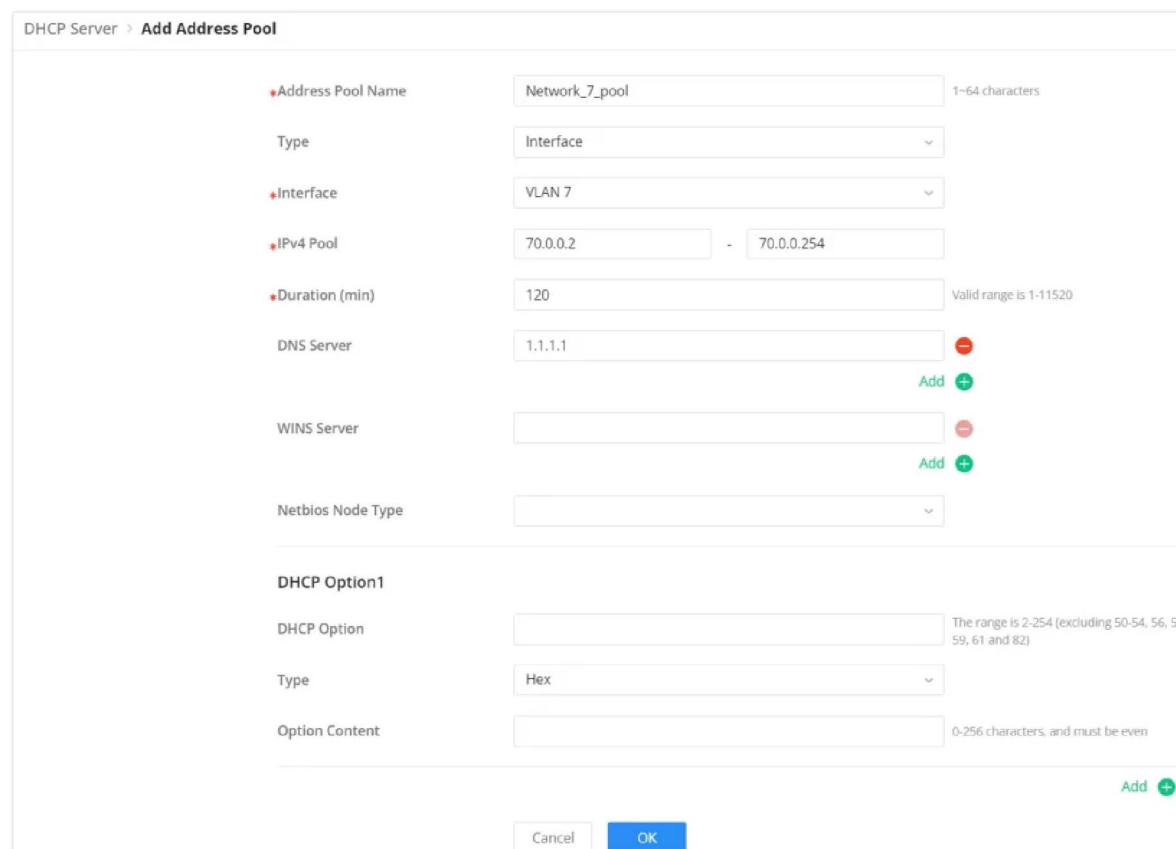 DHCP Server > Add Address Pool
*Address Pool Name Network_7_pool 1~64 characters
Type Interface
*Interface VLAN 7
*IPv4 Pool 70.0.0.2 - 70.0.0.254
*Duration (min) 120 Valid range is 1-11520
DNS Server 1.1.1.1
Add
WINS Server
Add
Netbios Node Type
DHCP Option1
DHCP Option The range is 2-254 (excluding 50-54, 56,
59, 61 and 82)
Type Hex
Option Content 0-256 characters, and must be even
Add
Cancel OK